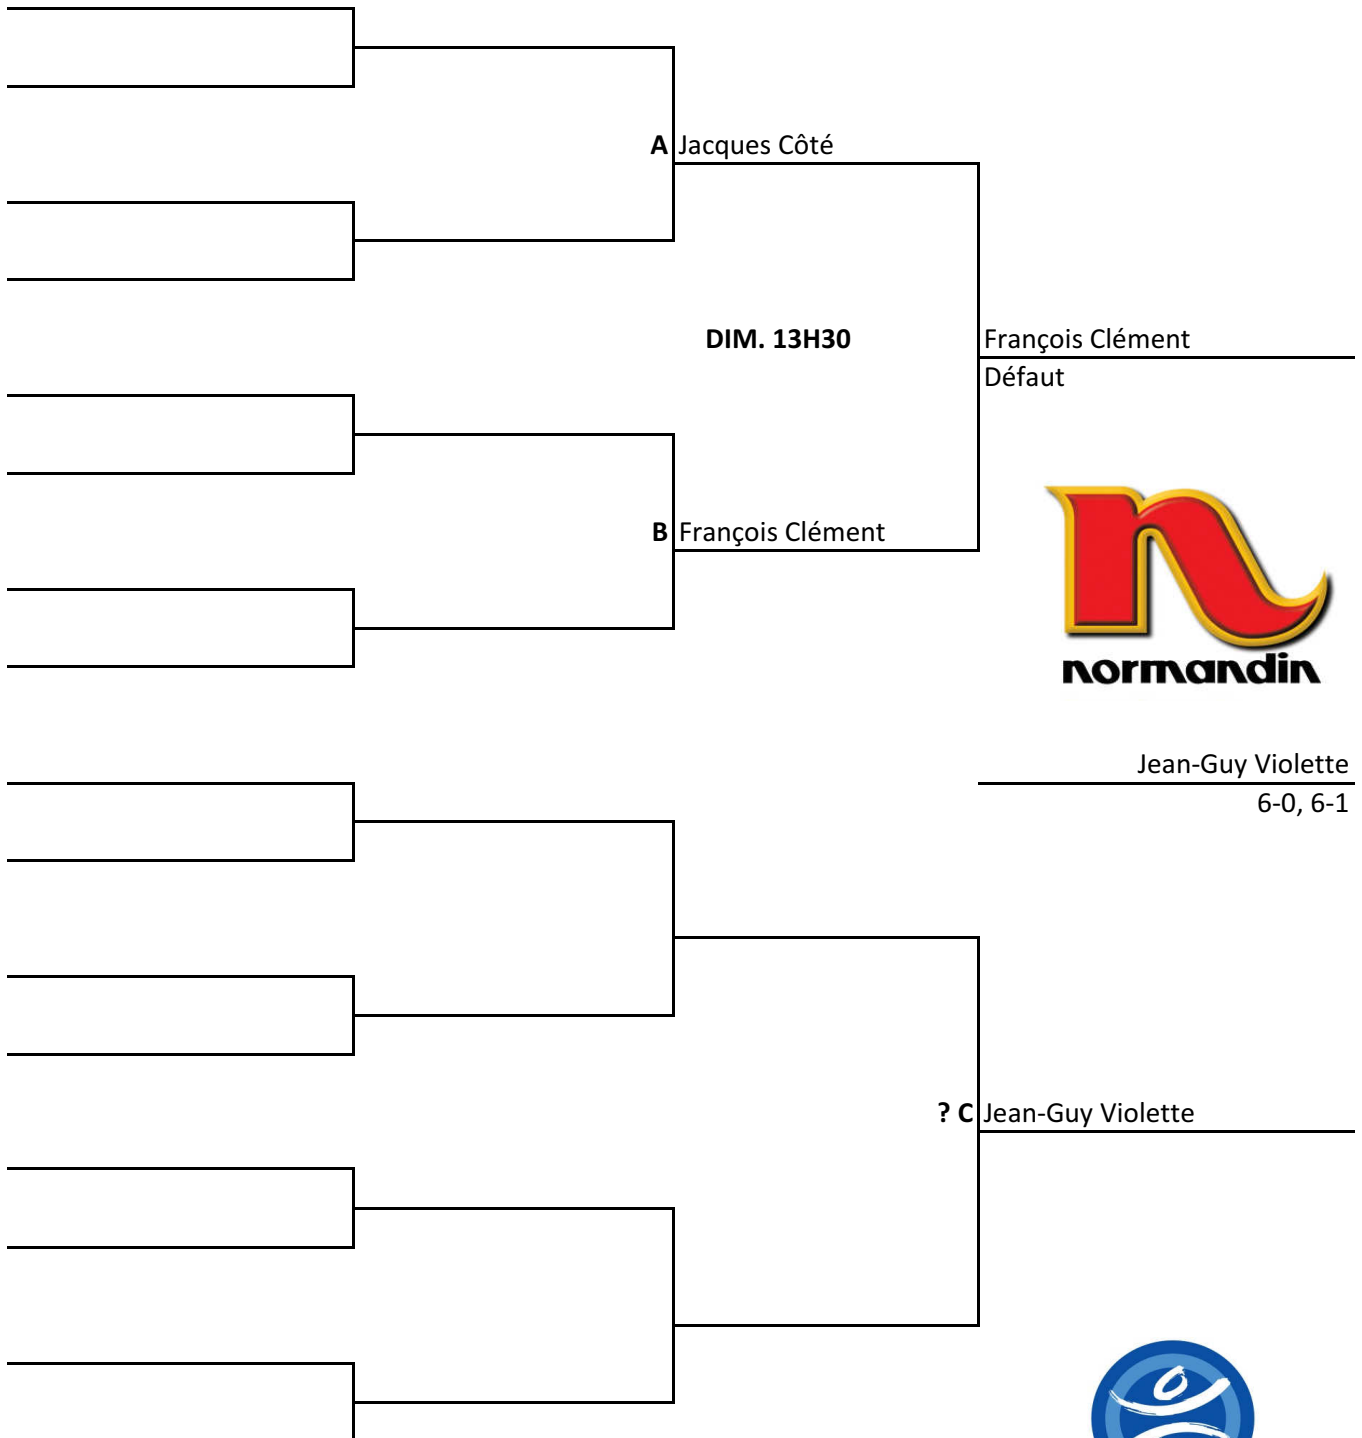 A Jacques Côté
DIM. 13H30
François Clément
Défaut
B François Clément
normandin
Jean-Guy Violette
6-0, 6-1
? C Jean-Guy Violette